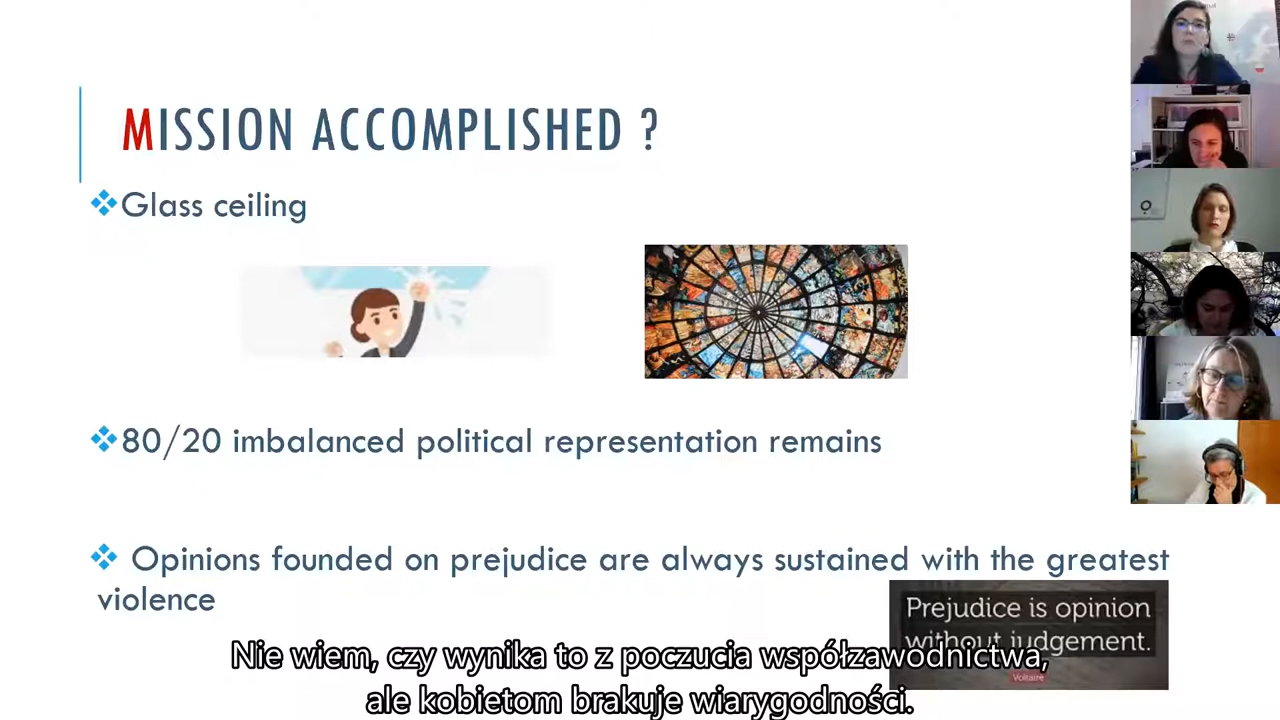 MISSION ACCOMPLISHED ?
Glass ceiling
80/20 imbalanced political representation remains
Opinions founded on prejudice are always sustained with the greatest
violence
Prejudice is opinion
without judgement.
Voltaire
Nie wiem, czy wynika to z poczucia współzawodnictwa,
ale kobietom brakuje wiarygodności.